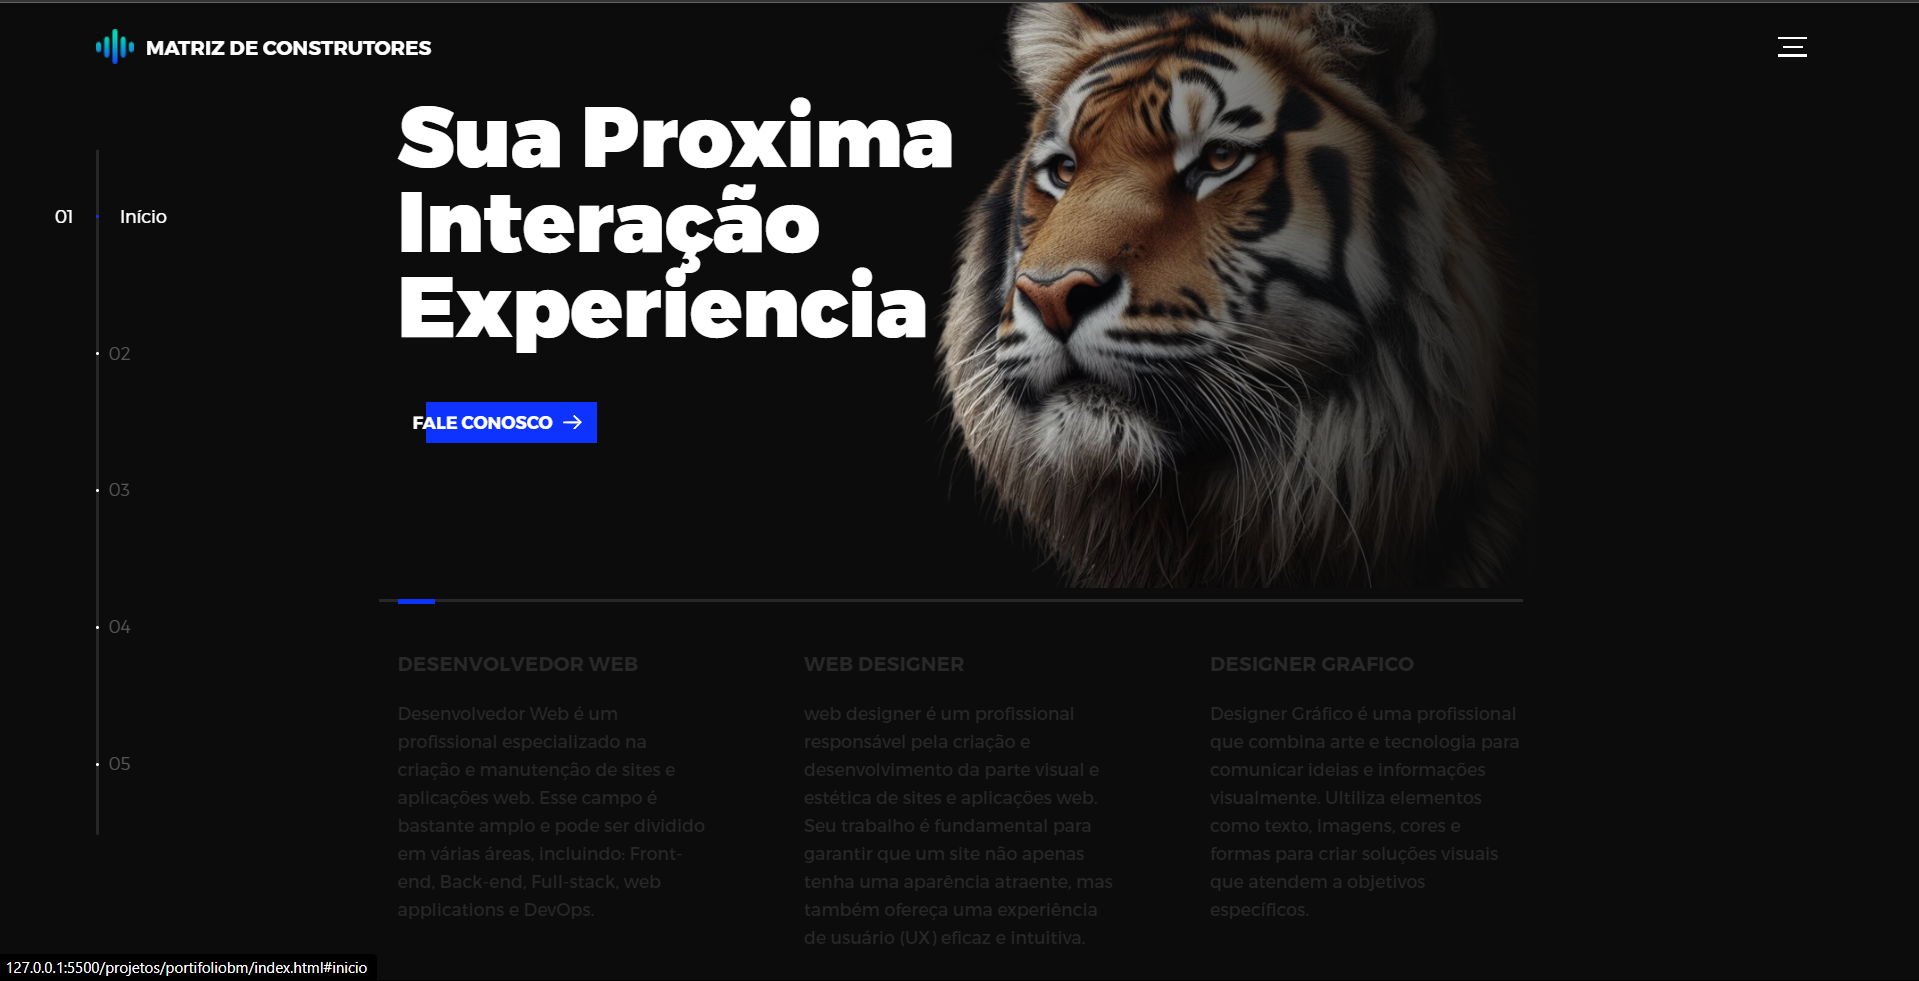 MATRIZ DE CONSTRUTORES
Sua Proxima
Interação
Experiencia
01 Início
02
03
04
05
FALE CONOSCO
DESENVOLVEDOR WEB
Desenvolvedor Web é um
profissional especializado na
criação e manutenção de sites e
aplicações web. Esse campo é
bastante amplo e pode ser dividido
em várias áreas, incluindo: Front-
end, Back-end, Full-stack, web
applications e DevOps.
WEB DESIGNER
web designer é um profissional
responsável pela criação e
desenvolvimento da parte visual e
estética de sites e aplicações web.
Seu trabalho é fundamental para
garantir que um site não apenas
tenha uma aparência atraente, mas
também ofereça uma experiência
de usuário (UX) eficaz e intuitiva.
DESIGNER GRAFICO
Designer Gráfico é uma profissional
que combina arte e tecnologia para
comunicar ideias e informações
visualmente. Ultiliza elementos
como texto, imagens, cores e
formas para criar soluções visuais
que atendem a objetivos
específicos.
127.0.0.1:5500/projetos/portifoliobm/index.html#inicio